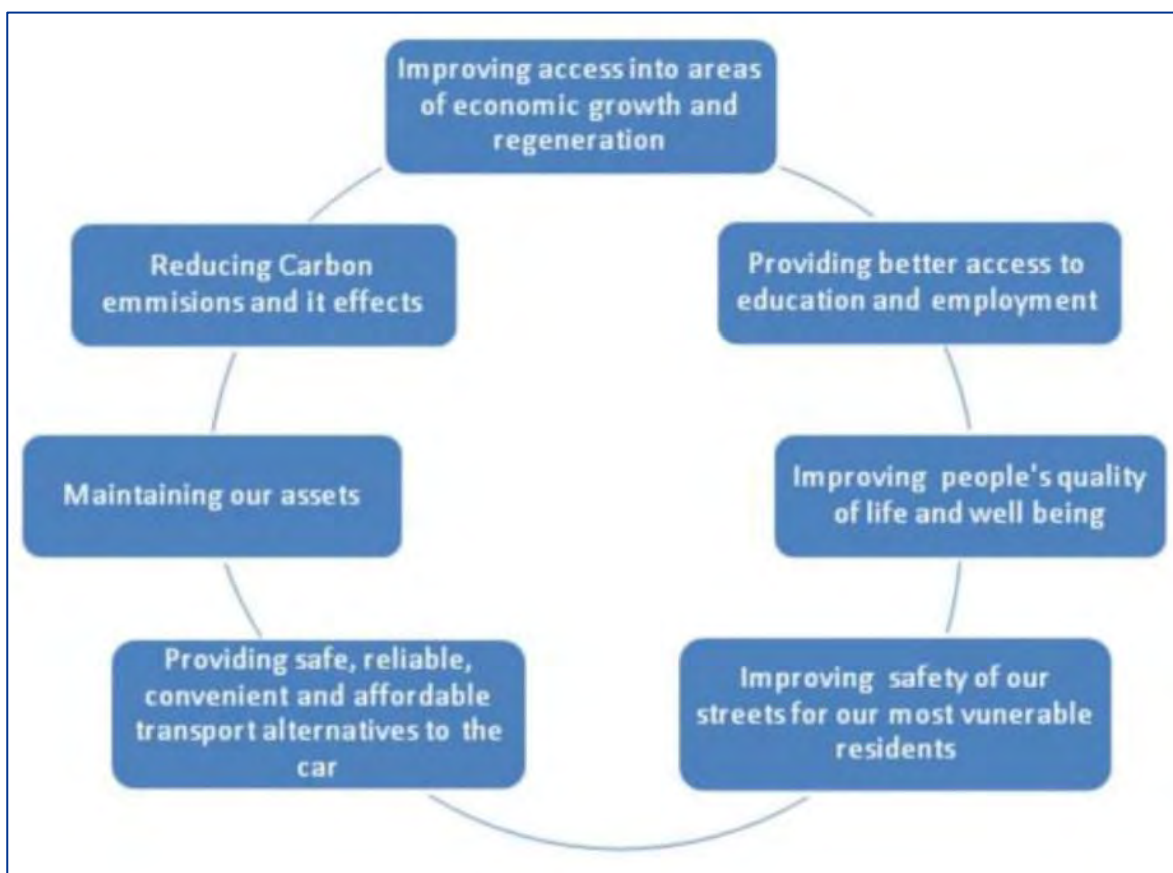 Improving access into areas
of economic growth and
regeneration
Reducing Carbon
emmisions and it effects
Providing better access to
education and employment
Maintaining our assets
Improving people's quality
of life and well being
Providing safe, reliable,
convenient and affordable
transport alternatives to the
car
Improving safety of our
streets for our most vunerable
residents